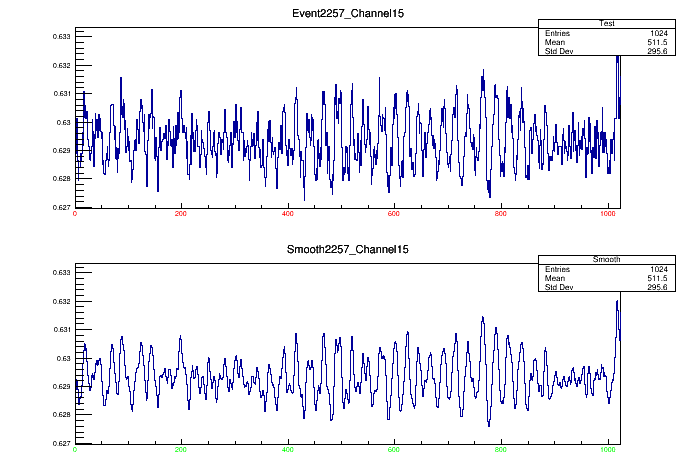 Event2257_Channel15
Test
Entries 1024
Mean 511.5
Std Dev 295.6
0.633
0.632
0.631
0.63
0.629
0.628
0.627
0 200 400 600 800 1000
Smooth2257_Channel15
Smooth
Entries 1024
Mean 511.5
Std Dev 295.6
0.633
0.632
0.631
0.63
0.629
0.628
0.627
0 200 400 600 800 1000